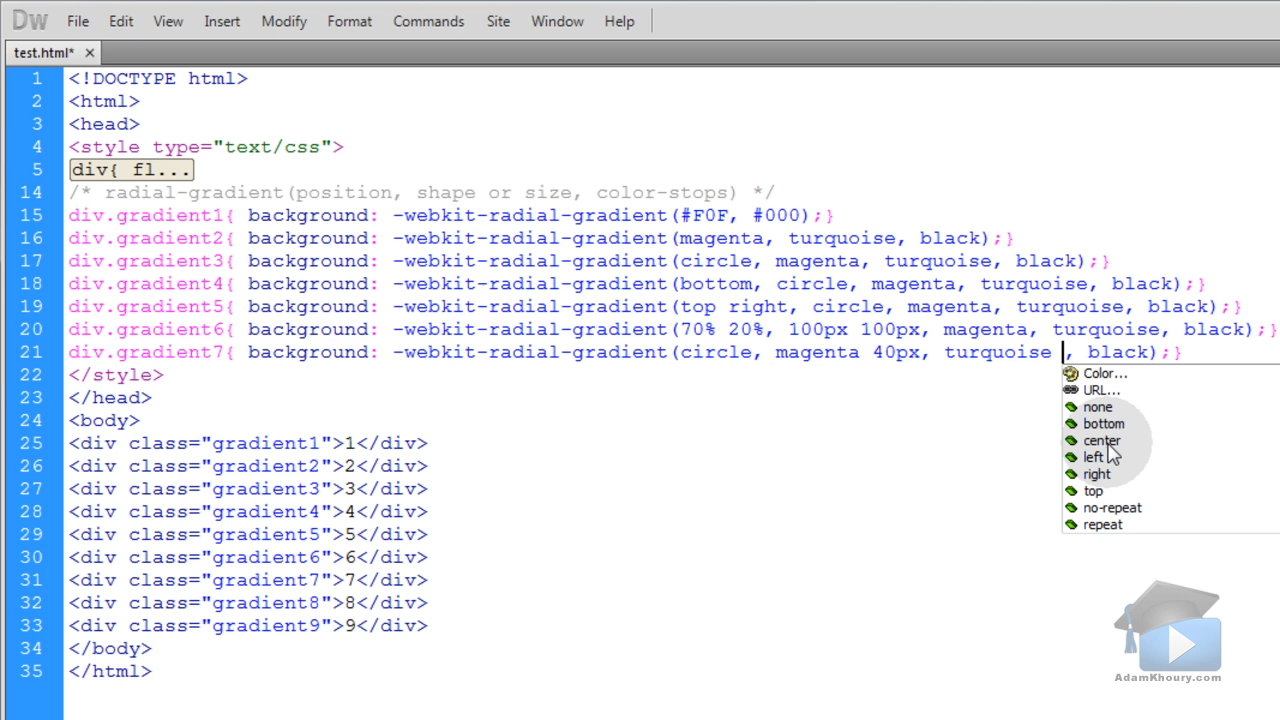 Dw File Edit View Insert Modify Format Commands Site Window Help
test.html* ×
1 <!DOCTYPE html>
2 <html>
3 <head>
4 <style type="text/css">
5 div{ fl...
14 /* radial-gradient(position, shape or size, color-stops) */
15 div.gradient1{ background: -webkit-radial-gradient(#F0F, #000);}
16 div.gradient2{ background: -webkit-radial-gradient(magenta, turquoise, black);}
17 div.gradient3{ background: -webkit-radial-gradient(circle, magenta, turquoise, black);}
18 div.gradient4{ background: -webkit-radial-gradient(bottom, circle, magenta, turquoise, black);}
19 div.gradient5{ background: -webkit-radial-gradient(top right, circle, magenta, turquoise, black);}
20 div.gradient6{ background: -webkit-radial-gradient(70% 20%, 100px 100px, magenta, turquoise, black);}
21 div.gradient7{ background: -webkit-radial-gradient(circle, magenta 40px, turquoise , black);}
22 </style>
Color...
URL...
none
bottom
center
left
right
top
no-repeat
repeat
23 </head>
24 <body>
25 <div class="gradient1">1</div>
26 <div class="gradient2">2</div>
27 <div class="gradient3">3</div>
28 <div class="gradient4">4</div>
29 <div class="gradient5">5</div>
30 <div class="gradient6">6</div>
31 <div class="gradient7">7</div>
32 <div class="gradient8">8</div>
33 <div class="gradient9">9</div>
34 </body>
35 </html>
AdamKhoury.com